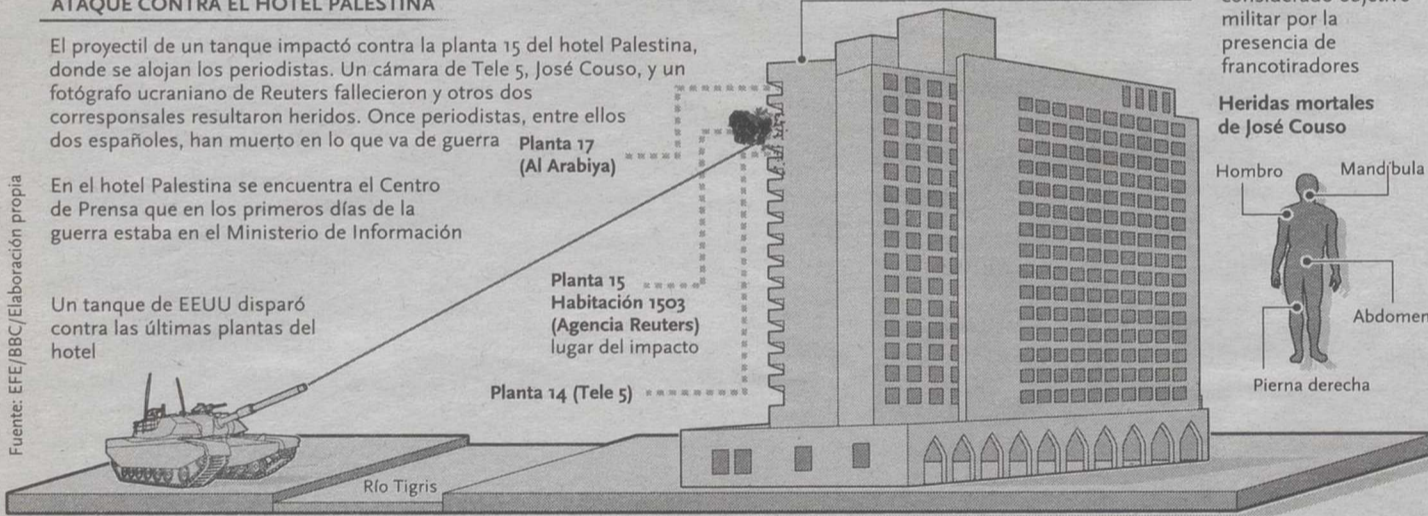 ATAQUE CONTRA EL HOTEL PALESTINA
El proyectil de un tanque impactó contra la planta 15 del hotel Palestina,
donde se alojan los periodistas. Un cámara de Tele 5, José Couso, y un
fotógrafo ucraniano de Reuters fallecieron y otros dos
corresponsales resultaron heridos. Once periodistas, entre ellos
dos españoles, han muerto en lo que va de guerra
En el hotel Palestina se encuentra el Centro
de Prensa que en los primeros días de la
guerra estaba en el Ministerio de Información
Un tanque de EEUU disparó
contra las últimas plantas del
hotel
Planta 17
(Al Arabiya)
Planta 15
Habitación 1503
(Agencia Reuters)
lugar del impacto
Planta 14 (Tele 5)
Río Tigris
militar por la
presencia de
francotiradores
Heridas mortales
de José Couso
Hombro
Mandíbula
Abdomen
Pierna derecha
Fuente: EFE/BBC/Elaboración propia